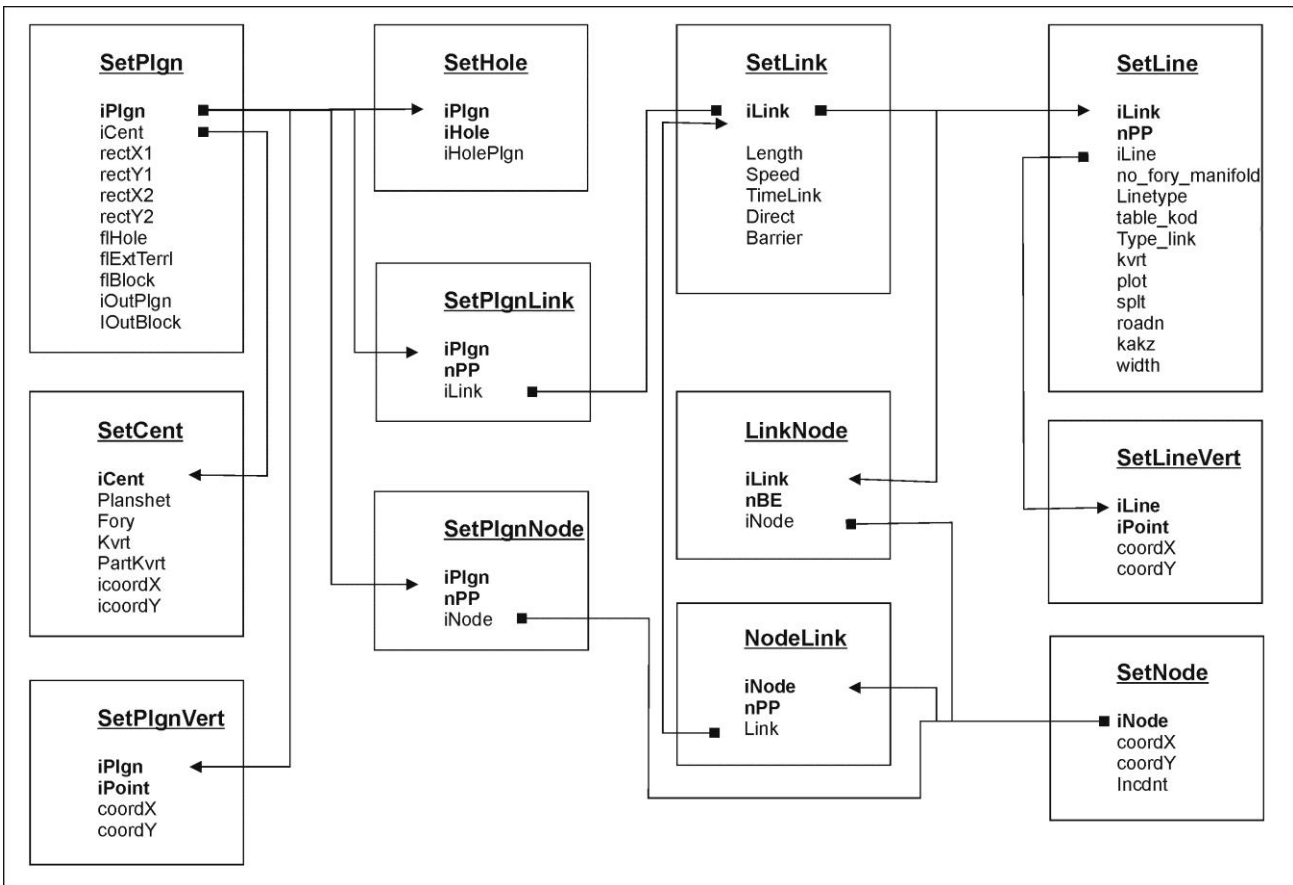 SetPlgn
iPlgn
iCent
rectX1
rectY1
rectX2
rectY2
flHole
flExtTerrl
flBlock
iOutPlgn
IOutBlock
SetCent
iCent
Planshet
Fory
Kvrt
PartKvrt
icoordX
icoordY
SetPlgnVert
iPlgn
iPoint
coordX
coordY
SetHole
iPlgn
iHole
iHolePlgn
SetPlgnLink
iPlgn
nPP
iLink
SetPlgnNode
iPlgn
nPP
iNode
SetLink
iLink
Length
Speed
TimeLink
Direct
Barrier
LinkNode
iLink
nBE
iNode
NodeLink
iNode
nPP
Link
SetLine
iLink
nPP
iLine
no_fory_manifold
Linetype
table_kod
Type_link
kvrt
plot
splt
roadn
kakz
width
SetLineVert
iLine
iPoint
coordX
coordY
SetNode
iNode
coordX
coordY
Incdnt